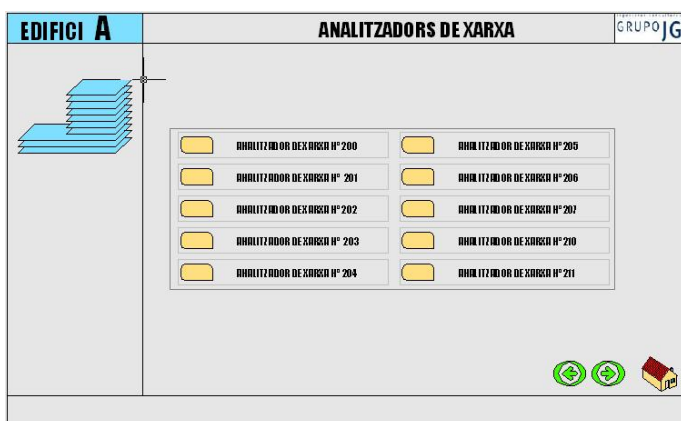 EDIFICI A
ANALITZADORS DE XARXA
GRUPO JG
ANALITZADOR DE XARXA Nº 200
ANALITZADOR DE XARXA Nº 201
ANALITZADOR DE XARXA Nº 202
ANALITZADOR DE XARXA Nº 203
ANALITZADOR DE XARXA Nº 204
ANALITZADOR DE XARXA Nº 205
ANALITZADOR DE XARXA Nº 206
ANALITZADOR DE XARXA Nº 207
ANALITZADOR DE XARXA Nº 210
ANALITZADOR DE XARXA Nº 211